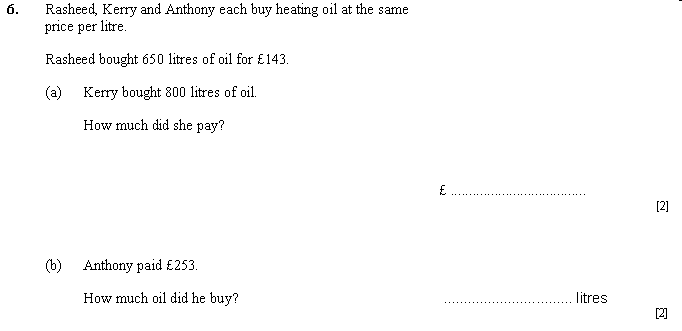 6. Rasheed, Kerry and Anthony each buy heating oil at the same
price per litre.
Rasheed bought 650 litres of oil for £143.
(a) Kerry bought 800 litres of oil.
How much did she pay?
£ .....................................
[2]
(b) Anthony paid £253.
How much oil did he buy? ................................ litres
[2]